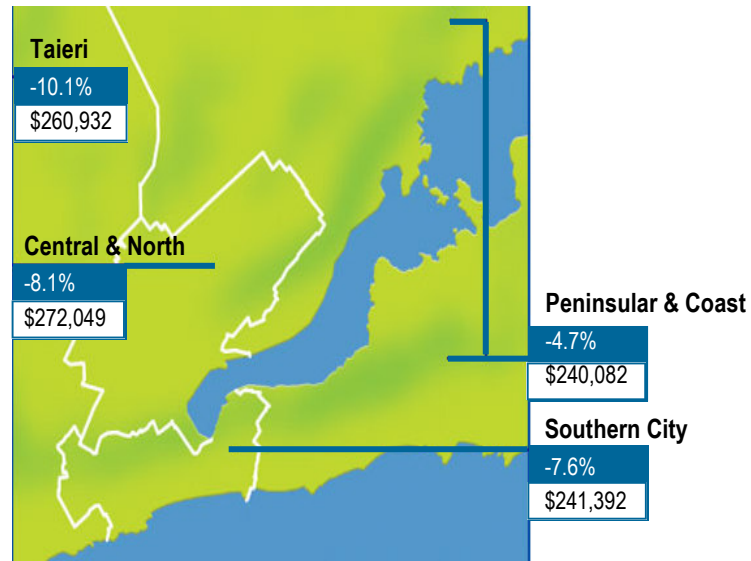 Taieri
-10.1%
$260,932
Central & North
-8.1%
$272,049
Peninsular & Coast
-4.7%
$240,082
Southern City
-7.6%
$241,392